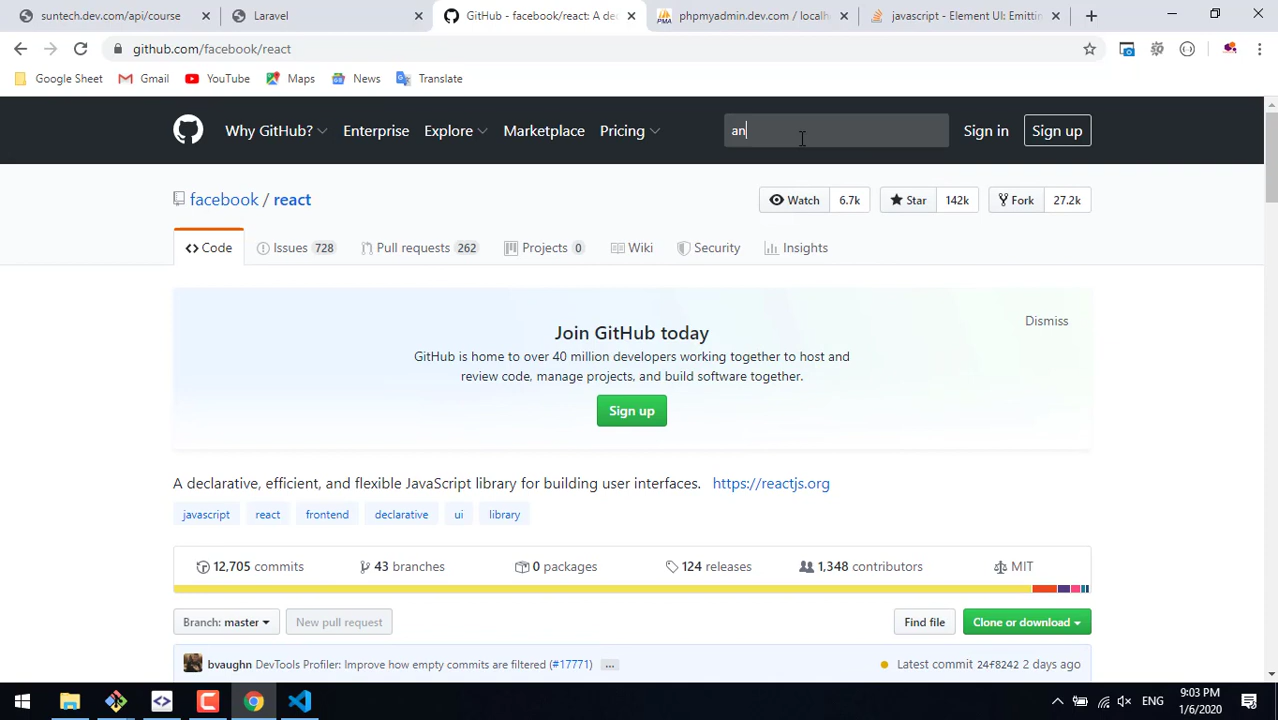 suntech.dev.com/api/course
Laravel
GitHub - facebook/react: A de
phpmyadmin.dev.com / localh
javascript - Element UI: Emittin
github.com/facebook/react
Google Sheet
Gmail
YouTube
Maps
News
Translate
Why GitHub?
Enterprise
Explore
Marketplace
Pricing
an
Sign in
Sign up
facebook / react
Watch 6.7k
Star 142k
Fork 27.2k
Code
Issues 728
Pull requests 262
Projects 0
Wiki
Security
Insights
Join GitHub today
Dismiss
GitHub is home to over 40 million developers working together to host and
review code, manage projects, and build software together.
Sign up
A declarative, efficient, and flexible JavaScript library for building user interfaces. https://reactjs.org
javascript react frontend declarative ui library
12,705 commits
43 branches
0 packages
124 releases
1,348 contributors
MIT
Branch: master
New pull request
Find file
Clone or download
bvaughn DevTools Profiler: Improve how empty commits are filtered (#17771) ...
Latest commit 24f8242 2 days ago
ENG
9:03 PM
1/6/2020